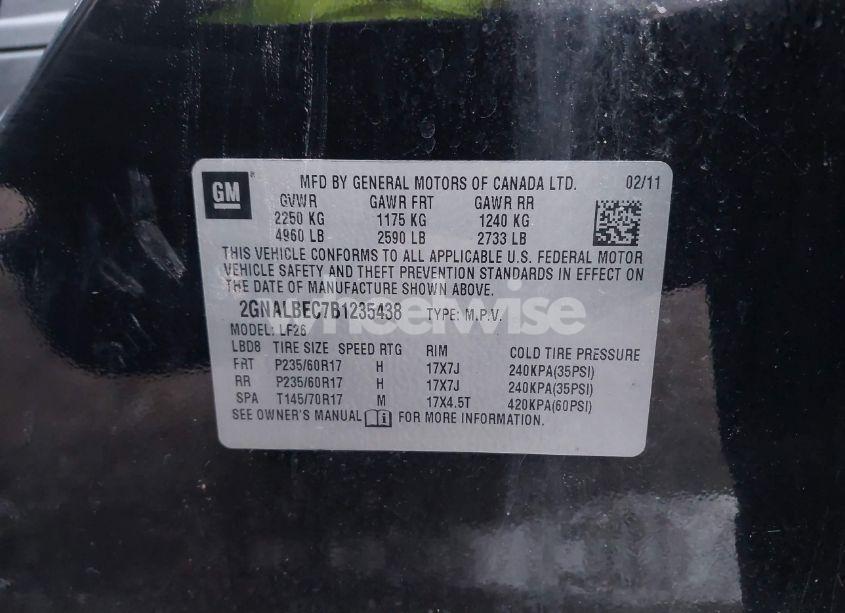 GM
MFD BY GENERAL MOTORS OF CANADA LTD. 02/11
GVWR GAWR FRT GAWR RR
2250 KG 1175 KG 1240 KG
4960 LB 2590 LB 2733 LB
THIS VEHICLE CONFORMS TO ALL APPLICABLE U.S. FEDERAL MOTOR
VEHICLE SAFETY AND THEFT PREVENTION STANDARDS IN EFFECT ON
THE DATE OF MANUFACTURE SHOWN ABOVE.
2GNALBEC7B1235438 TYPE: M.P.V.
wheelwise
MODEL: LF26
LBDB TIRE SIZE SPEED RTG RIM COLD TIRE PRESSURE
FRT P235/60R17 H 17X7J 240KPA(35PSI)
RR P235/60R17 H 17X7J 240KPA(35PSI)
SPA T145/70R17 M 17X4.5T 420KPA(60PSI)
SEE OWNER'S MANUAL FOR MORE INFORMATION.